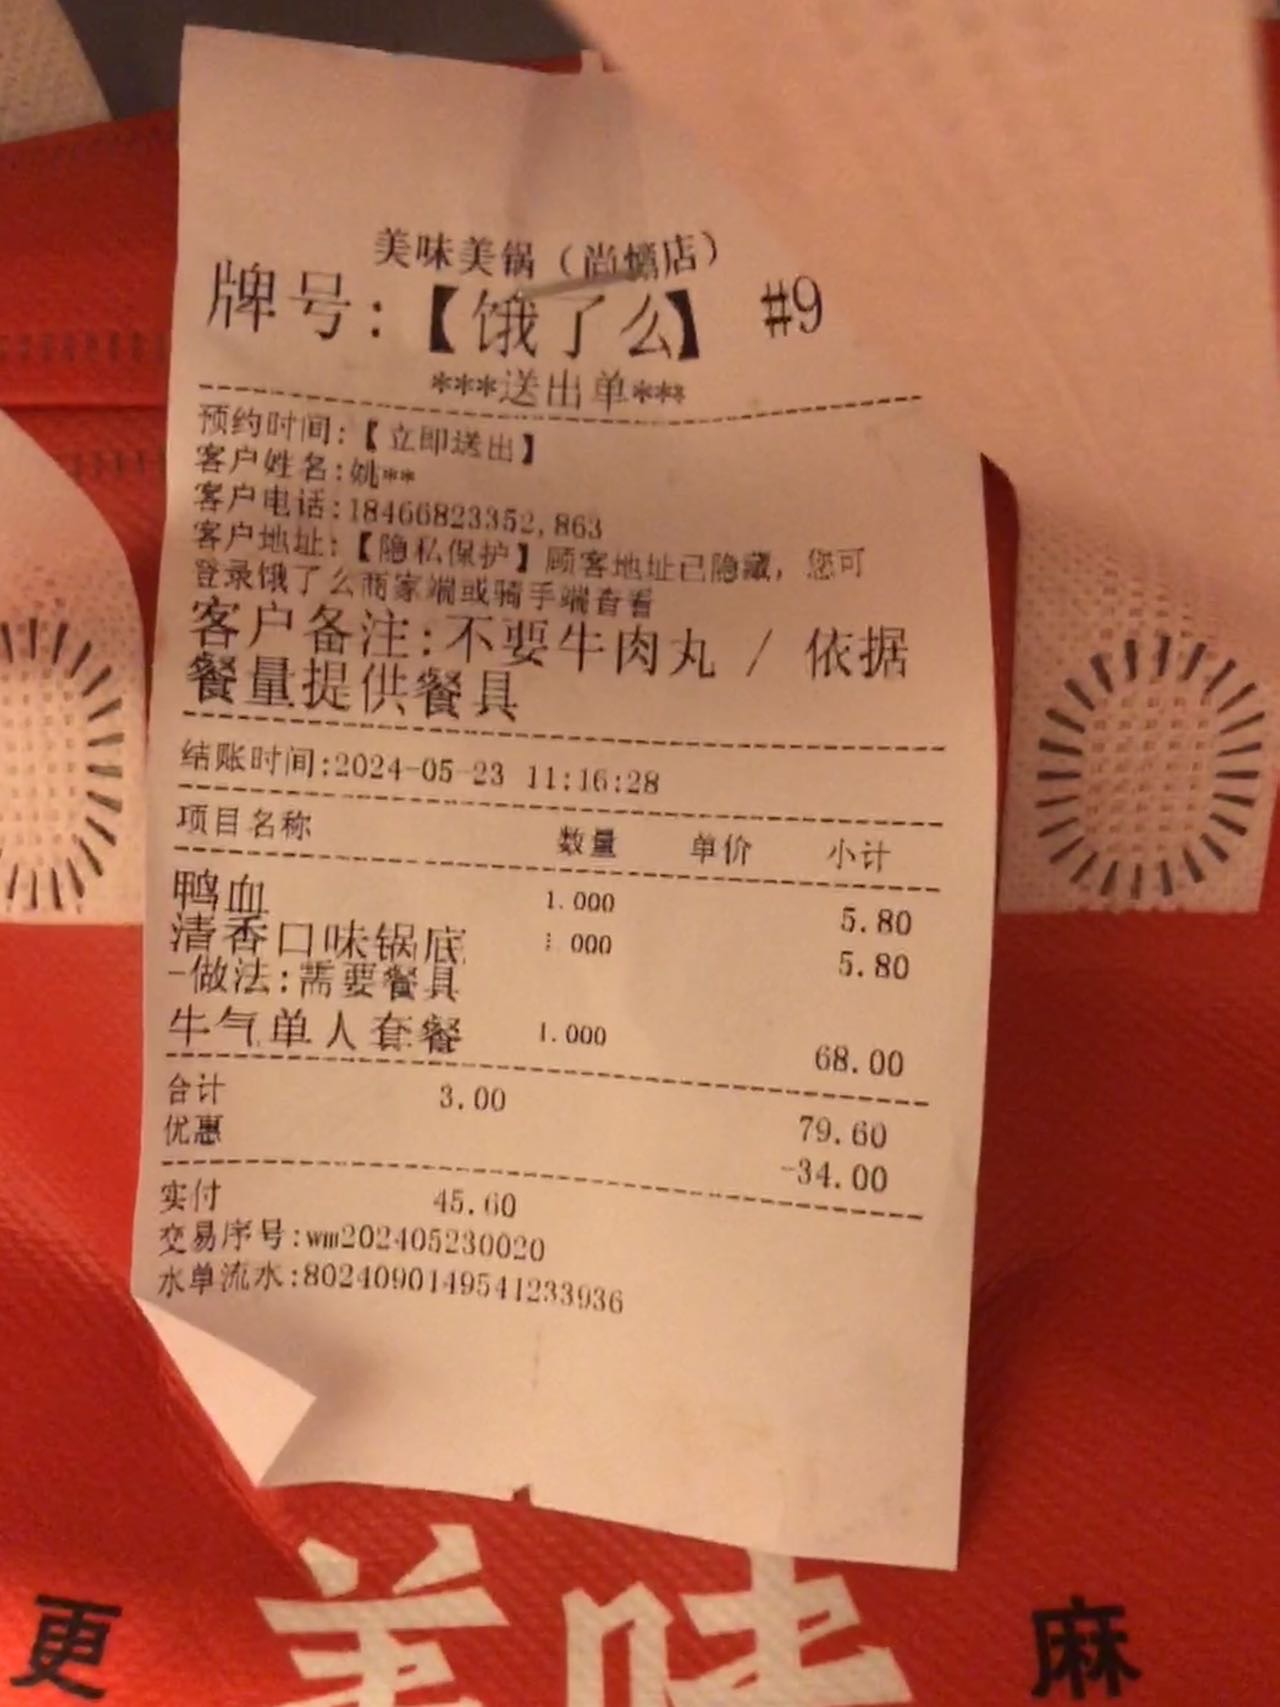 美味美锅（尚店）
牌号:【饿了么】 #9
***送出单***
预约时间:【立即送出】
客户姓名:姚**
客户电话:18466823352,863
客户地址:【隐私保护】顾客地址已隐藏，您可
登录饿了么商家端或骑手端查看
客户备注:不要牛肉丸 / 依据
餐量提供餐具
结账时间:2024-05-23 11:16:28
项目名称 数量 单价 小计
鸭血 1.000 5.80
清香口味锅底 000 5.80
-做法:需要餐具
牛气单人套餐 1.000 68.00
合计 3.00 79.60
优惠 -34.00
实付 45.60
交易序号:wm202405230020
水单流水:8024090149541233936
更 美味 麻